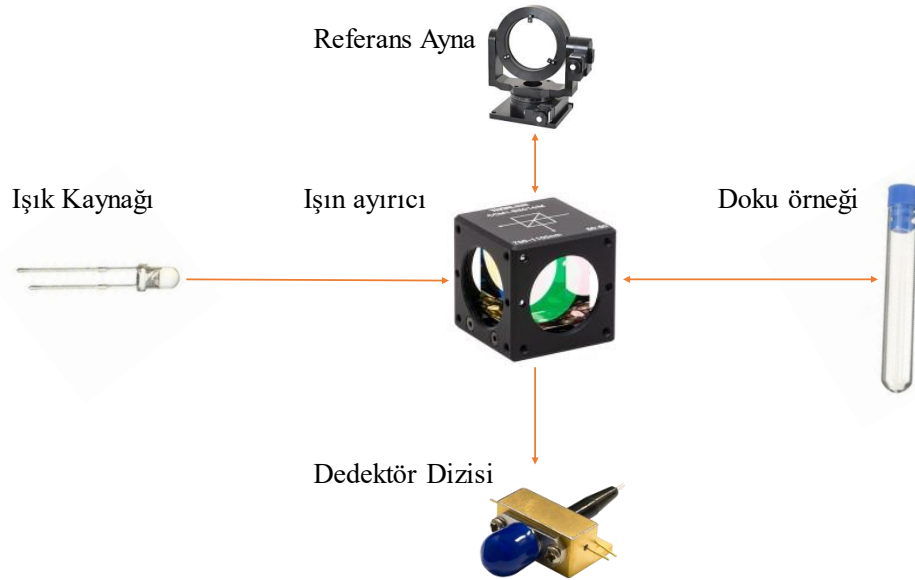 Referans Ayna
Işık Kaynağı
Işın ayırıcı
Doku örneği
Dedektör Dizisi